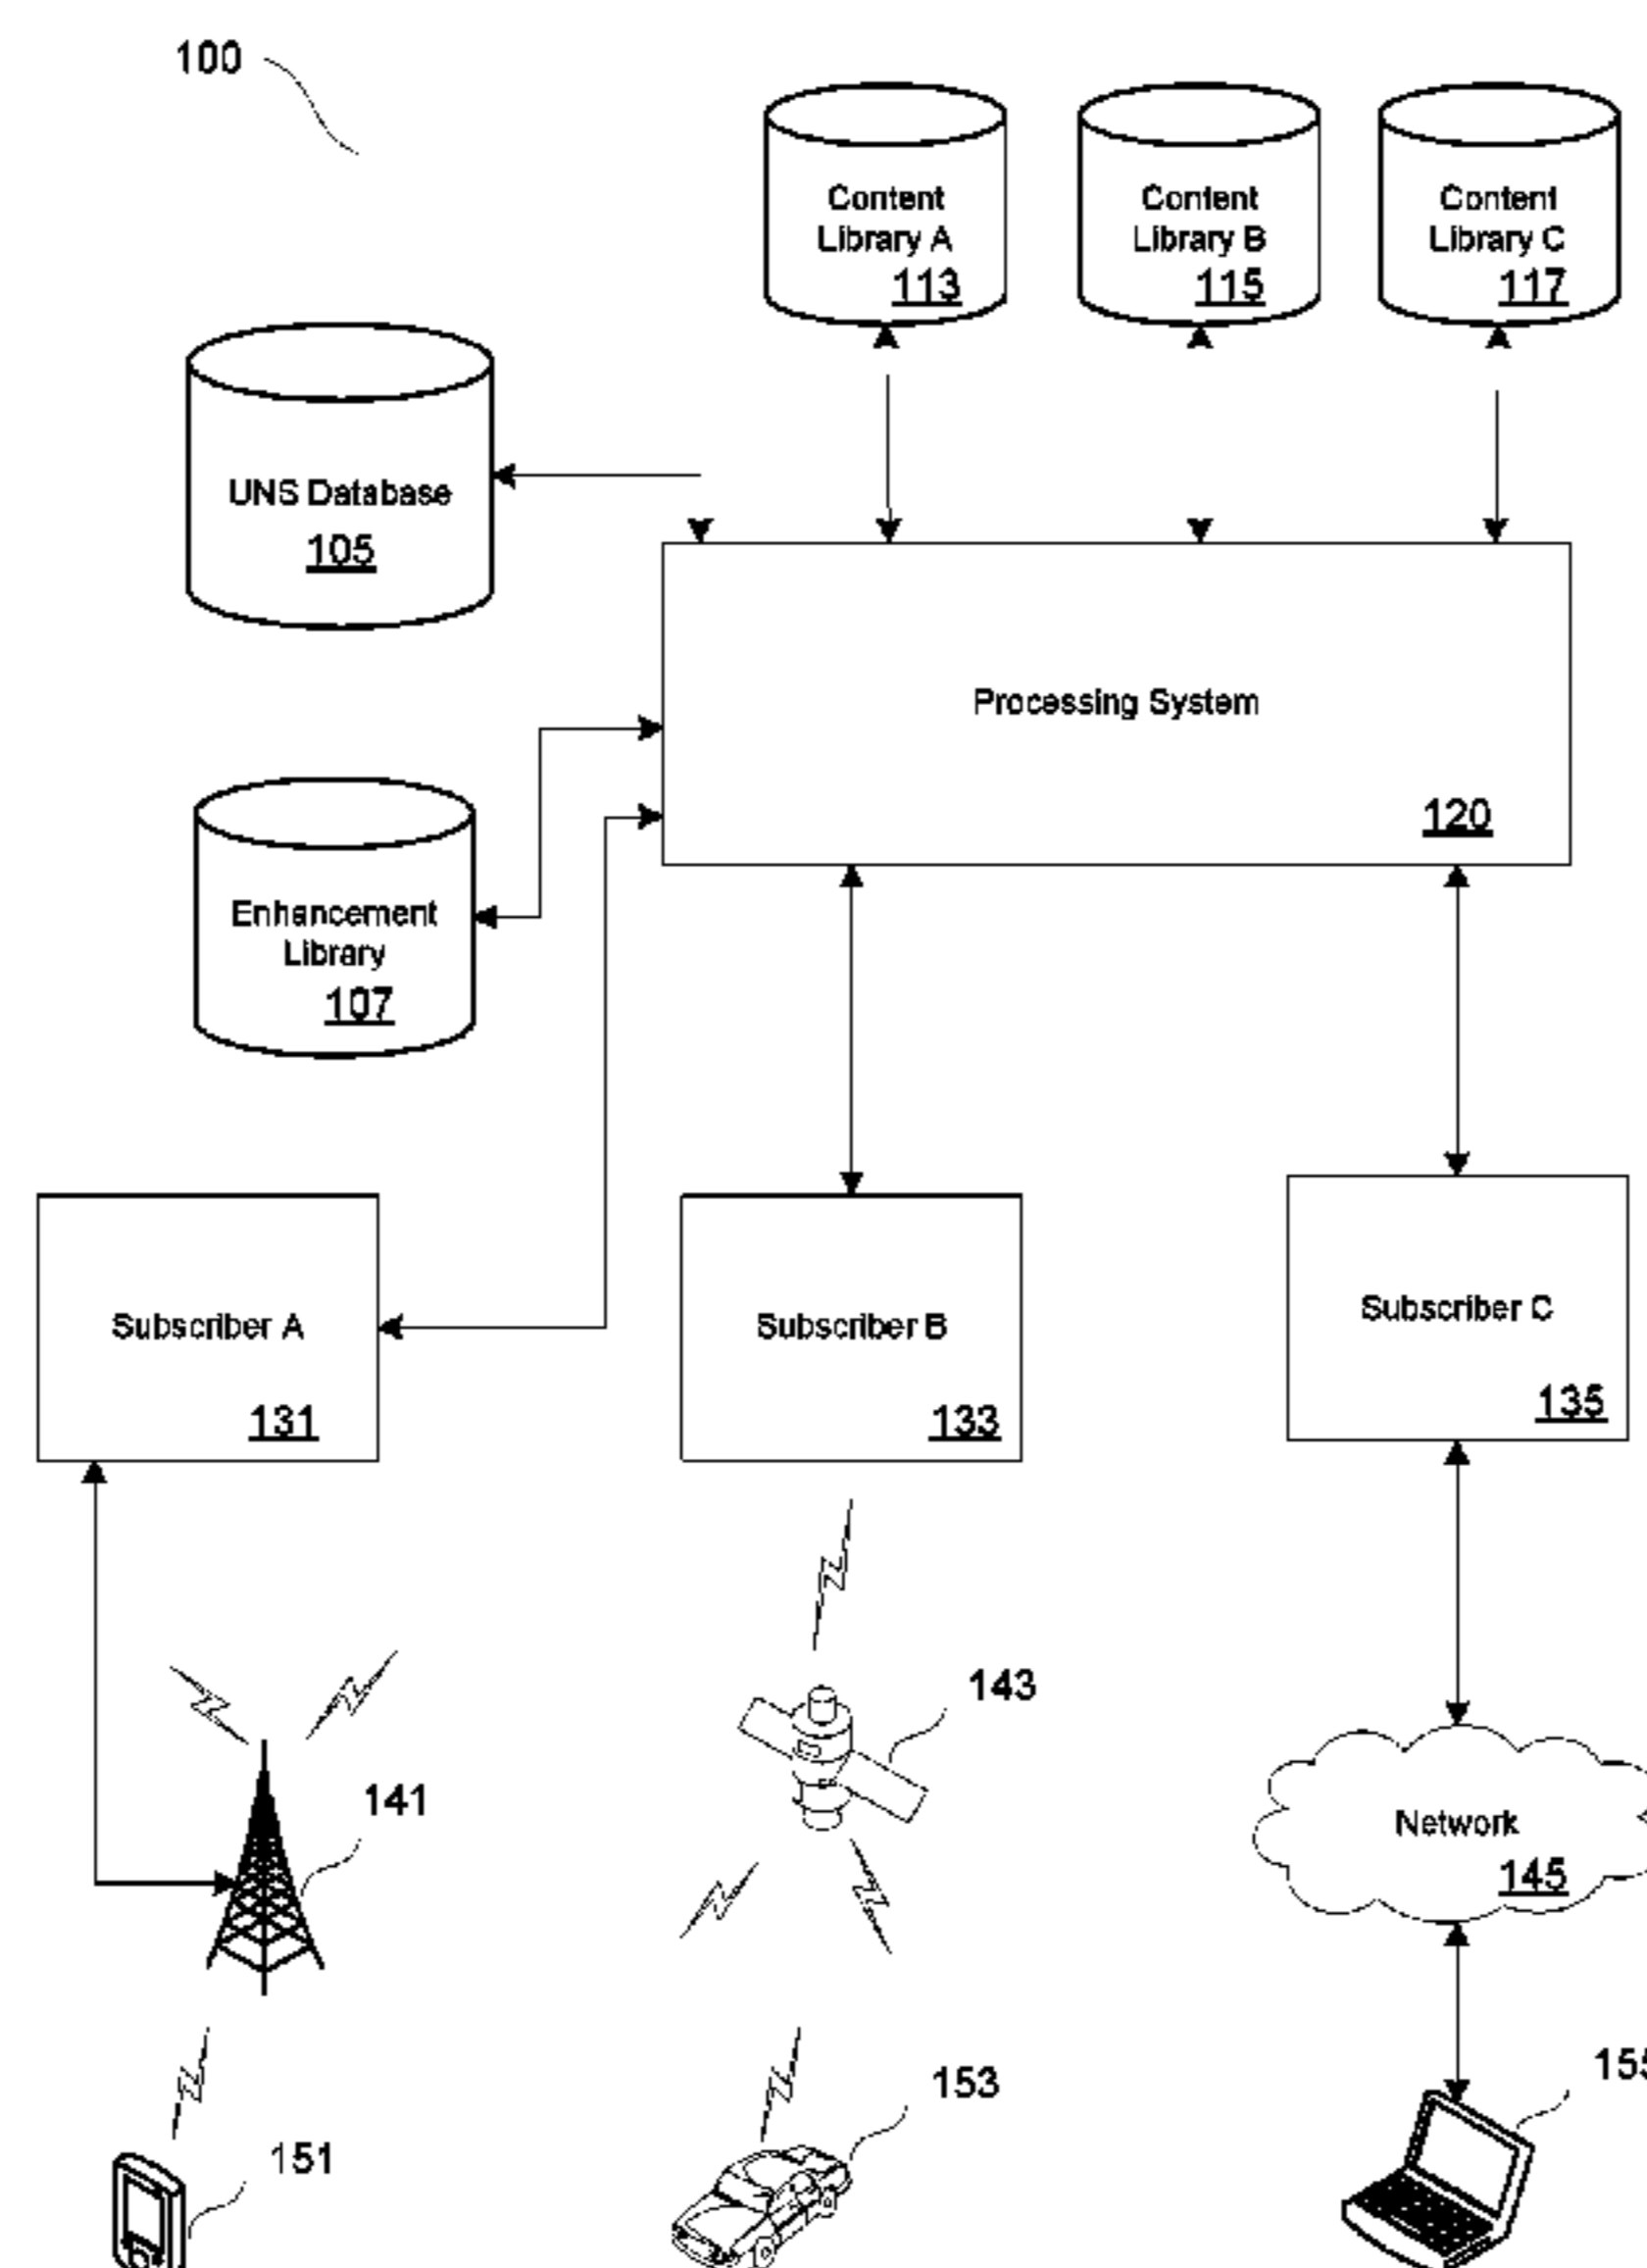 100
Content
Library A
113
Content
Library B
115
Content
Library C
117
UNS Database
105
Processing System
120
Enhancement
Library
107
Subscriber A
131
Subscriber B
133
Subscriber C
135
143
141
Network
145
153
155
151